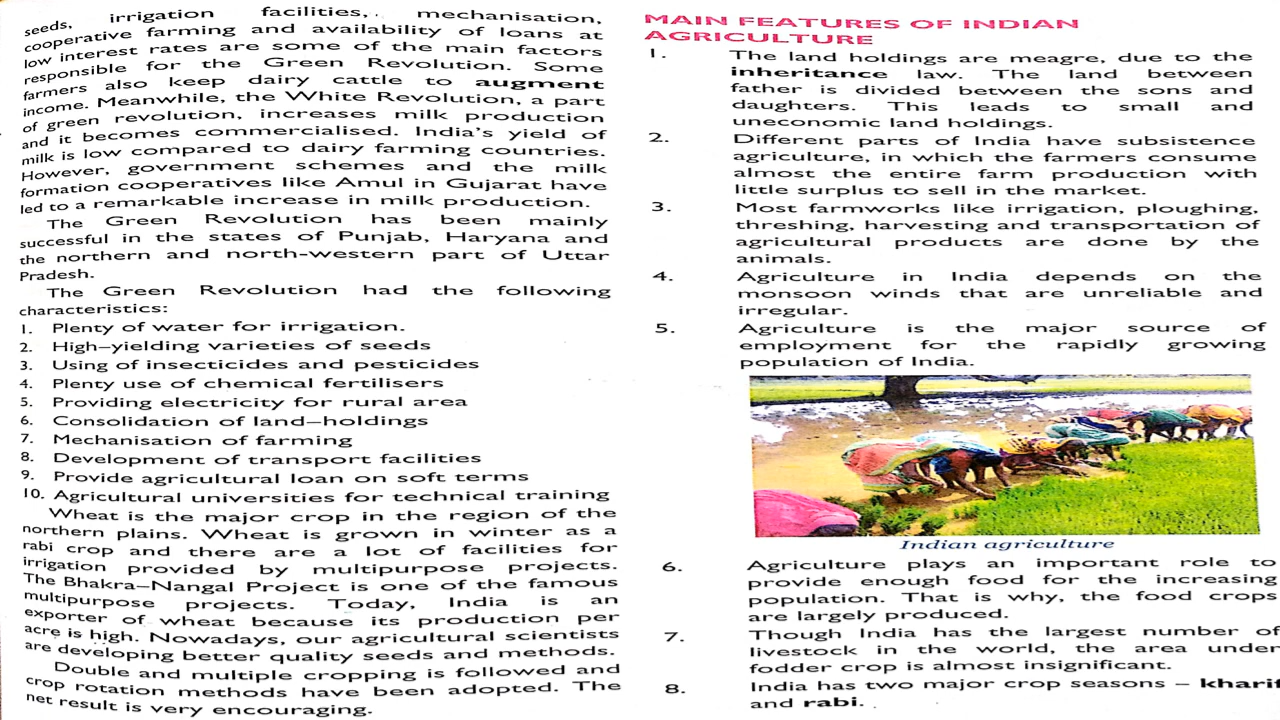 seeds, irrigation facilities, mechanisation,
cooperative farming and availability of loans at
low interest rates are some of the main factors
responsible for the Green Revolution. Some
farmers also keep dairy cattle to augment
income. Meanwhile, the White Revolution, a part
of green revolution, increases milk production
and it becomes commercialised. India's yield of
milk is low compared to dairy farming countries.
However, government schemes and the milk
formation cooperatives like Amul in Gujarat have
led to a remarkable increase in milk production.
The Green Revolution has been mainly
successful in the states of Punjab, Haryana and
the northern and north-western part of Uttar
Pradesh.
The Green Revolution had the following
characteristics:
1. Plenty of water for irrigation.
2. High–yielding varieties of seeds
3. Using of insecticides and pesticides
4. Plenty use of chemical fertilisers
5. Providing electricity for rural area
6. Consolidation of land–holdings
7. Mechanisation of farming
8. Development of transport facilities
9. Provide agricultural loan on soft terms
10. Agricultural universities for technical training
Wheat is the major crop in the region of the
northern plains. Wheat is grown in winter as a
rabi crop and there are a lot of facilities for
irrigation provided by multipurpose projects.
The Bhakra–Nangal Project is one of the famous
multipurpose projects. Today, India is an
exporter of wheat because its production per
acre is high. Nowadays, our agricultural scientists
are developing better quality seeds and methods.
Double and multiple cropping is followed and
crop rotation methods have been adopted. The
net result is very encouraging.
MAIN FEATURES OF INDIAN
AGRICULTURE
1. The land holdings are meagre, due to the
inheritance law. The land between
father is divided between the sons and
daughters. This leads to small and
uneconomic land holdings.
2. Different parts of India have subsistence
agriculture, in which the farmers consume
almost the entire farm production with
little surplus to sell in the market.
3. Most farmworks like irrigation, ploughing,
threshing, harvesting and transportation of
agricultural products are done by the
animals.
4. Agriculture in India depends on the
monsoon winds that are unreliable and
irregular.
5. Agriculture is the major source of
employment for the rapidly growing
population of India.
Indian agriculture
6. Agriculture plays an important role to
provide enough food for the increasing
population. That is why, the food crops
are largely produced.
7. Though India has the largest number of
livestock in the world, the area under
fodder crop is almost insignificant.
8. India has two major crop seasons – kharif
and rabi.